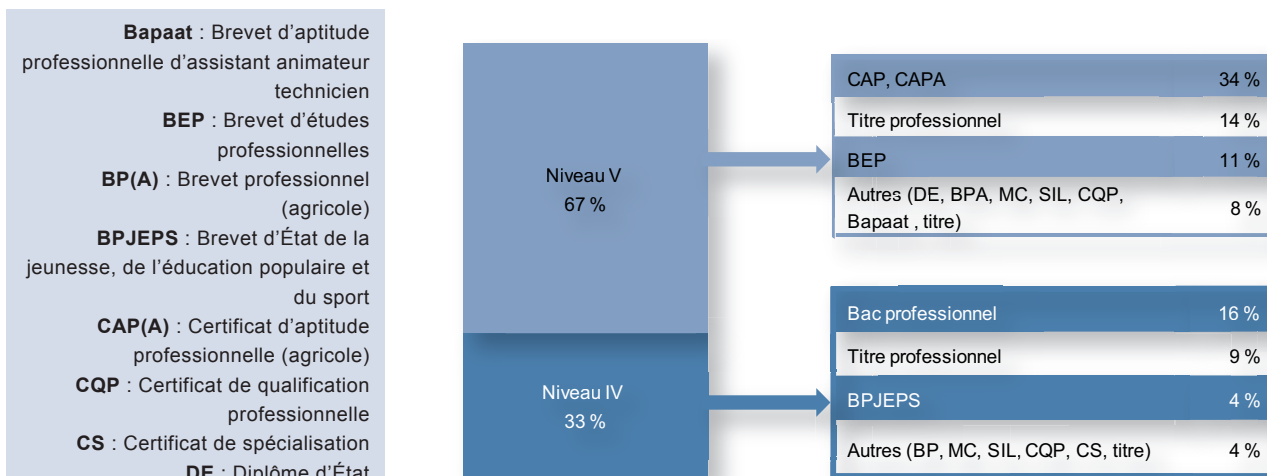 Bapaat : Brevet d'aptitude
professionnelle d'assistant animateur
technicien
BEP : Brevet d'études
professionnelles
BP(A) : Brevet professionnel
(agricole)
BPJEPS : Brevet d'État de la
jeunesse, de l'éducation populaire et
du sport
CAP(A) : Certificat d'aptitude
professionnelle (agricole)
CQP : Certificat de qualification
professionnelle
CS : Certificat de spécialisation
DE : Diplôme d'État
Niveau V
67 %
CAP, CAPA 34 %
Titre professionnel 14 %
BEP 11 %
Autres (DE, BPA, MC, SIL, CQP,
Bapaat , titre) 8 %
Niveau IV
33 %
Bac professionnel 16 %
Titre professionnel 9 %
BPJEPS 4 %
Autres (BP, MC, SIL, CQP, CS, titre) 4 %